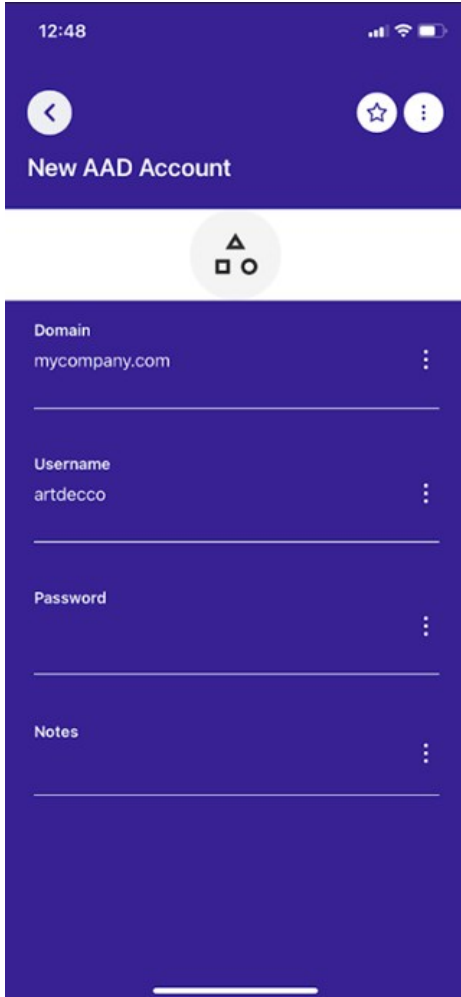 12:48
New AAD Account
Domain
mycompany.com
Username
artdecco
Password
Notes